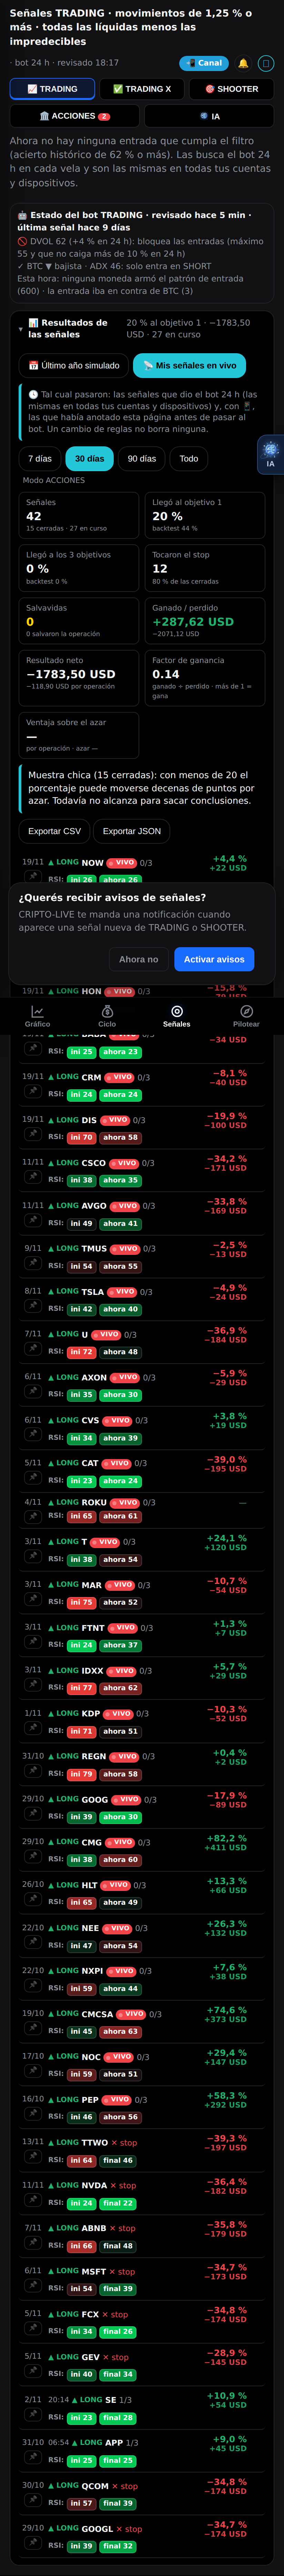 Señales TRADING · movimientos de 1,25 % o
más · todas las líquidas menos las
impredecibles
· bot 24 h · revisado 18:17
📲 Canal
🔔
📈 TRADING
✅ TRADING X
🎯 SHOOTER
🏛️ ACCIONES 2
IA
Ahora no hay ninguna entrada que cumpla el filtro
(acierto histórico de 62 % o más). Las busca el bot 24
h en cada vela y son las mismas en todas tus cuentas
y dispositivos.
🤖 Estado del bot TRADING · revisado hace 5 min ·
última señal hace 9 días
🚫 DVOL 62 (+4 % en 24 h): bloquea las entradas (máximo
55 y que no caiga más de 10 % en 24 h)
✓ BTC ▼ bajista · ADX 46: solo entra en SHORT
Esta hora: ninguna moneda armó el patrón de entrada
(600) · la entrada iba en contra de BTC (3)
▼ 📊 Resultados de las señales
20 % al objetivo 1 · −1783,50 USD · 27 en curso
📅 Último año simulado
📡 Mis señales en vivo
🕓 Tal cual pasaron: las señales que dio el bot 24 h (las
mismas en todas tus cuentas y dispositivos) y, con 📱,
las que había anotado esta página antes de pasar al
bot. Un cambio de reglas no borra ninguna.
7 días
30 días
90 días
Todo
Modo ACCIONES
Señales
42
15 cerradas · 27 en curso
Llegó al objetivo 1
20 %
backtest 44 %
Llegó a los 3 objetivos
0 %
backtest 0 %
Tocaron el stop
12
80 % de las cerradas
Salvavidas
0
0 salvaron la operación
Ganado / perdido
+287,62 USD
−2071,12 USD
Resultado neto
−1783,50 USD
−118,90 USD por operación
Factor de ganancia
0.14
ganado ÷ perdido · más de 1 =
gana
Ventaja sobre el azar
—
por operación · azar —
Muestra chica (15 cerradas): con menos de 20 el
porcentaje puede moverse decenas de puntos por
azar. Todavía no alcanza para sacar conclusiones.
Exportar CSV
Exportar JSON
IA
19/11 ▲ LONG NOW VIVO 0/3 +4,4 %
+22 USD
RSI: ini 26 ahora 26
¿Querés recibir avisos de señales?
CRIPTO-LIVE te manda una notificación cuando
aparece una señal nueva de TRADING o SHOOTER.
Ahora no
Activar avisos
19/11 ▲ LONG HON VIVO 0/3 −15,8 %
Gráfico
Ciclo
Señales
Pilotear
−34 USD
RSI: ini 25 ahora 23
19/11 ▲ LONG CRM VIVO 0/3 −8,1 %
−40 USD
RSI: ini 24 ahora 24
19/11 ▲ LONG DIS VIVO 0/3 −19,9 %
−100 USD
RSI: ini 70 ahora 58
11/11 ▲ LONG CSCO VIVO 0/3 −34,2 %
−171 USD
RSI: ini 38 ahora 35
11/11 ▲ LONG AVGO VIVO 0/3 −33,8 %
−169 USD
RSI: ini 49 ahora 41
9/11 ▲ LONG TMUS VIVO 0/3 −2,5 %
−13 USD
RSI: ini 54 ahora 55
8/11 ▲ LONG TSLA VIVO 0/3 −4,9 %
−24 USD
RSI: ini 42 ahora 40
7/11 ▲ LONG U VIVO 0/3 −36,9 %
−184 USD
RSI: ini 72 ahora 48
6/11 ▲ LONG AXON VIVO 0/3 −5,9 %
−29 USD
RSI: ini 35 ahora 30
6/11 ▲ LONG CVS VIVO 0/3 +3,8 %
+19 USD
RSI: ini 34 ahora 39
5/11 ▲ LONG CAT VIVO 0/3 −39,0 %
−195 USD
RSI: ini 23 ahora 24
4/11 ▲ LONG ROKU VIVO 0/3 —
RSI: ini 65 ahora 61
3/11 ▲ LONG T VIVO 0/3 +24,1 %
+120 USD
RSI: ini 38 ahora 54
3/11 ▲ LONG MAR VIVO 0/3 −10,7 %
−54 USD
RSI: ini 75 ahora 52
3/11 ▲ LONG FTNT VIVO 0/3 +1,3 %
+7 USD
RSI: ini 24 ahora 37
3/11 ▲ LONG IDXX VIVO 0/3 +5,7 %
+29 USD
RSI: ini 77 ahora 62
1/11 ▲ LONG KDP VIVO 0/3 −10,3 %
−52 USD
RSI: ini 71 ahora 51
31/10 ▲ LONG REGN VIVO 0/3 +0,4 %
+2 USD
RSI: ini 79 ahora 58
29/10 ▲ LONG GOOG VIVO 0/3 −17,9 %
−89 USD
RSI: ini 39 ahora 30
29/10 ▲ LONG CMG VIVO 0/3 +82,2 %
+411 USD
RSI: ini 38 ahora 60
26/10 ▲ LONG HLT VIVO 0/3 +13,3 %
+66 USD
RSI: ini 65 ahora 49
22/10 ▲ LONG NEE VIVO 0/3 +26,3 %
+132 USD
RSI: ini 47 ahora 54
22/10 ▲ LONG NXPI VIVO 0/3 +7,6 %
+38 USD
RSI: ini 59 ahora 44
19/10 ▲ LONG CMCSA VIVO 0/3 +74,6 %
+373 USD
RSI: ini 45 ahora 63
17/10 ▲ LONG NOC VIVO 0/3 +29,4 %
+147 USD
RSI: ini 59 ahora 51
16/10 ▲ LONG PEP VIVO 0/3 +58,3 %
+292 USD
RSI: ini 46 ahora 56
13/11 ▲ LONG TTWO ✕ stop −39,3 %
−197 USD
RSI: ini 64 final 46
11/11 ▲ LONG NVDA ✕ stop −36,4 %
−182 USD
RSI: ini 24 final 22
7/11 ▲ LONG ABNB ✕ stop −35,8 %
−179 USD
RSI: ini 66 final 48
6/11 ▲ LONG MSFT ✕ stop −34,7 %
−173 USD
RSI: ini 54 final 39
5/11 ▲ LONG FCX ✕ stop −34,8 %
−174 USD
RSI: ini 34 final 26
5/11 ▲ LONG GEV ✕ stop −28,9 %
−145 USD
RSI: ini 40 final 34
2/11 20:14 ▲ LONG SE 1/3 +10,9 %
+54 USD
RSI: ini 23 final 28
31/10 06:54 ▲ LONG APP 1/3 +9,0 %
+45 USD
RSI: ini 25 final 25
30/10 ▲ LONG QCOM ✕ stop −34,8 %
−174 USD
RSI: ini 57 final 39
29/10 ▲ LONG GOOGL ✕ stop −34,7 %
−174 USD
RSI: ini 39 final 32